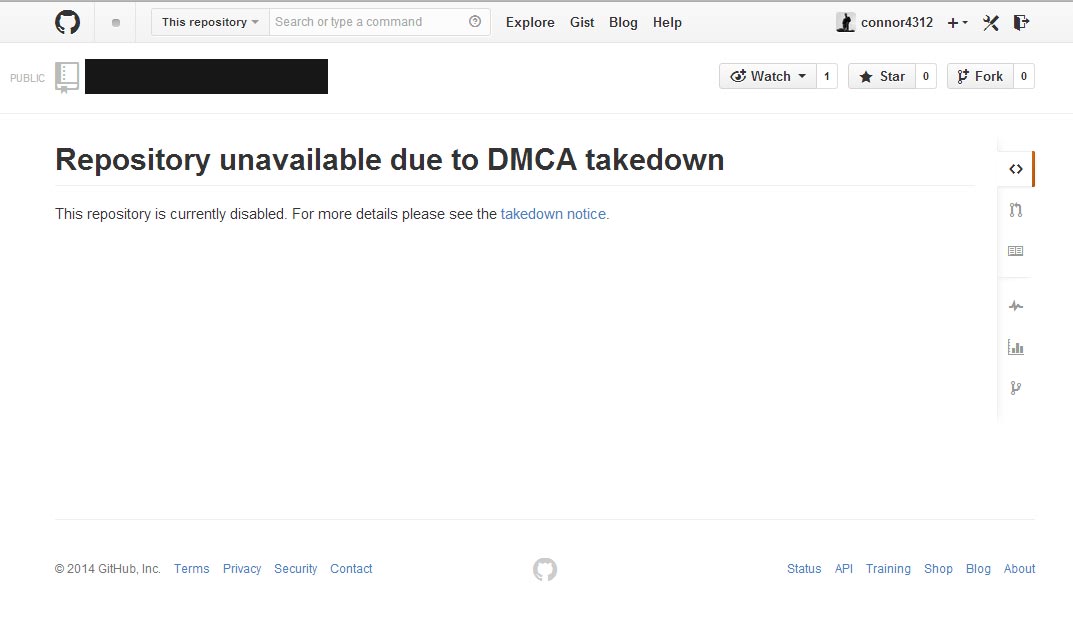 This repository Search or type a command Explore Gist Blog Help connor4312
PUBLIC Watch 1 Star 0 Fork 0
Repository unavailable due to DMCA takedown
This repository is currently disabled. For more details please see the takedown notice.
© 2014 GitHub, Inc. Terms Privacy Security Contact Status API Training Shop Blog About